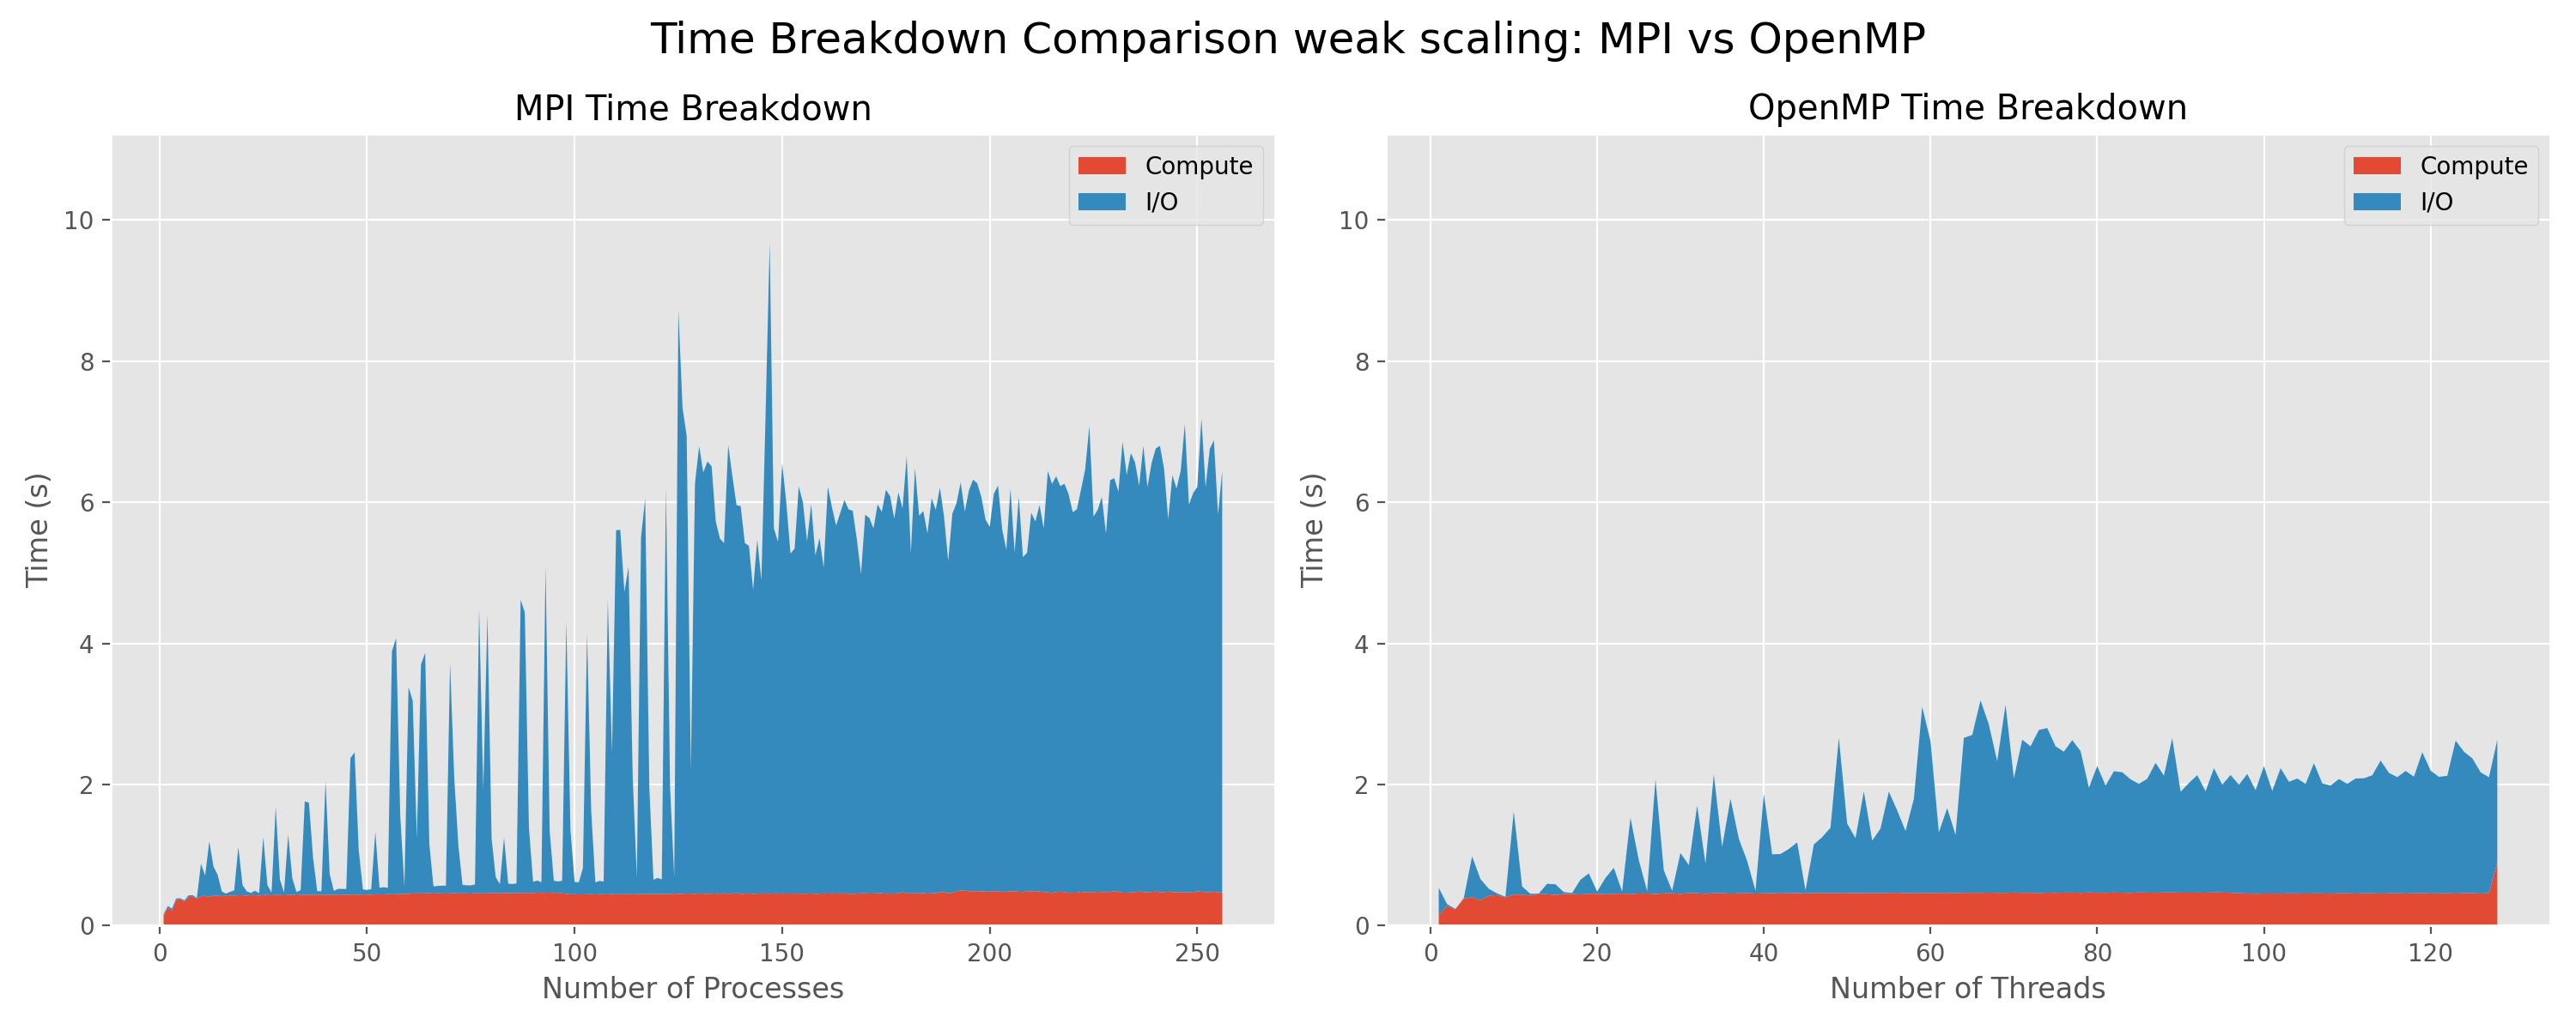 Time Breakdown Comparison weak scaling: MPI vs OpenMP
MPI Time Breakdown
Compute
I/O
Time (s)
10
8
6
4
2
0
0 50 100 150 200 250
Number of Processes
OpenMP Time Breakdown
Compute
I/O
Time (s)
10
8
6
4
2
0
0 20 40 60 80 100 120
Number of Threads